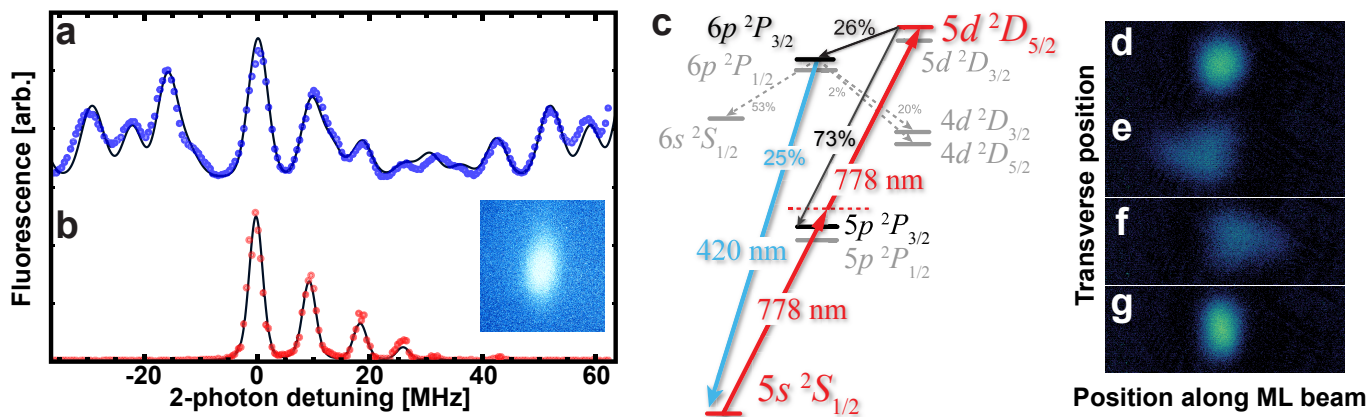 a
b
Fluorescence [arb.]
-20
0
20
40
60
2-photon detuning [MHz]
c
6p ²P₃/₂
26%
5d ²D₅/₂
6p ²P₁/₂
5d ²D₃/₂
53%
2%
20%
6s ²S₁/₂
4d ²D₃/₂
4d ²D₅/₂
73%
25%
778 nm
5p ²P₃/₂
5p ²P₁/₂
420 nm
778 nm
5s ²S₁/₂
Transverse position
d
e
f
g
Position along ML beam